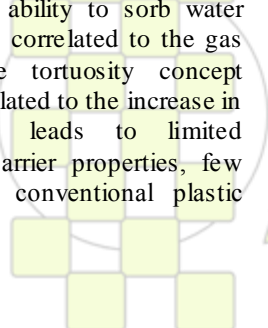 ability to sorb water
correlated to the gas
tortuosity concept
lated to the increase in
leads to limited
arrier properties, few
conventional plastic